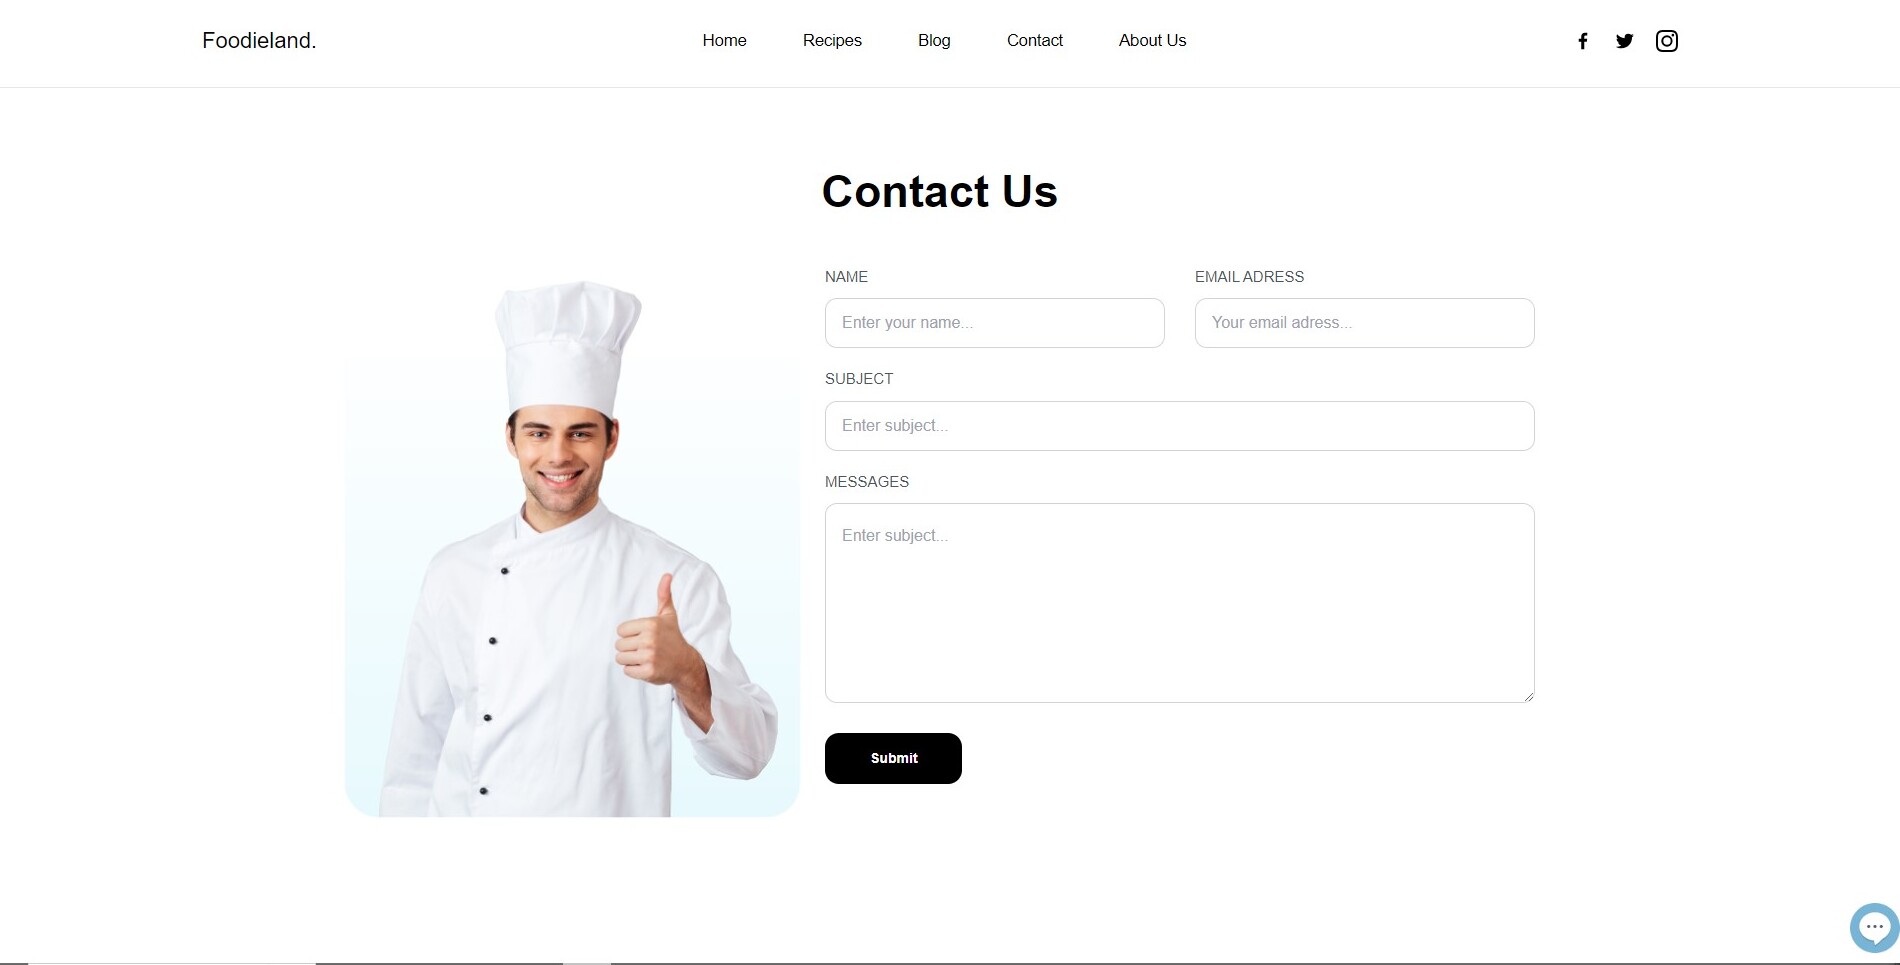 Foodieland.
Home Recipes Blog Contact About Us
Contact Us
NAME
EMAIL ADRESS
Enter your name...
Your email adress...
SUBJECT
Enter subject...
MESSAGES
Enter subject...
Submit